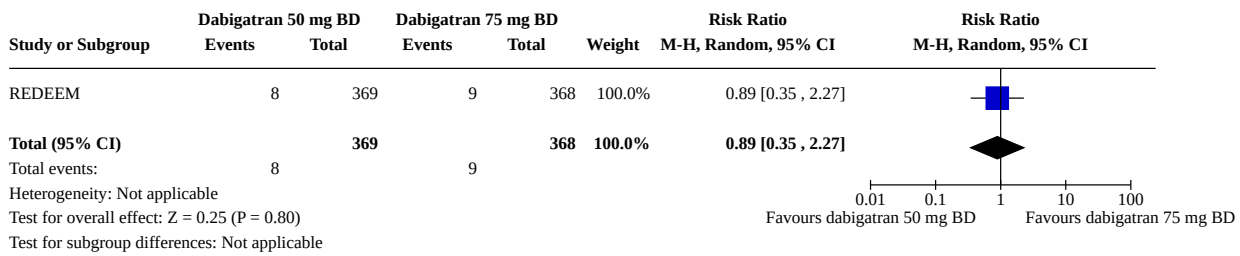 Dabigatran 50 mg BD Dabigatran 75 mg BD Risk Ratio Risk Ratio
Study or Subgroup Events Total Events Total Weight M-H, Random, 95% CI M-H, Random, 95% CI
REDEEM 8 369 9 368 100.0% 0.89 [0.35 , 2.27]
Total (95% CI) 369 368 100.0% 0.89 [0.35 , 2.27]
Total events: 8 9
Heterogeneity: Not applicable
0.01 0.1 1 10 100
Test for overall effect: Z = 0.25 (P = 0.80) Favours dabigatran 50 mg BD Favours dabigatran 75 mg BD
Test for subgroup differences: Not applicable